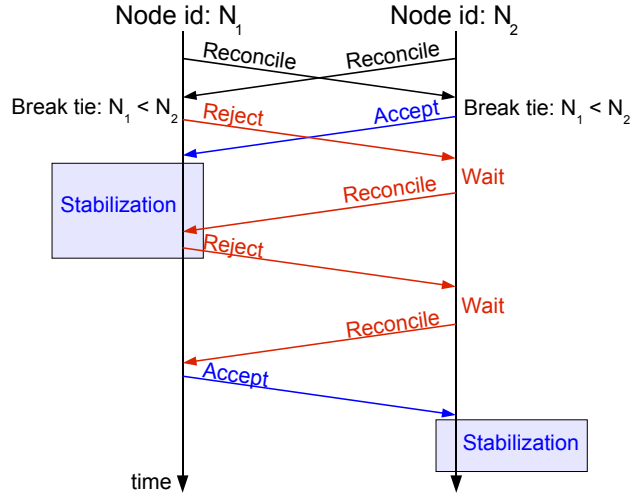 Node id: N₁ Node id: N₂
Reconcile Reconcile
Break tie: N₁ < N₂ Reject Accept Break tie: N₁ < N₂
Wait
Stabilization Reconcile
Reject
Wait
Reconcile
Accept
Stabilization
time